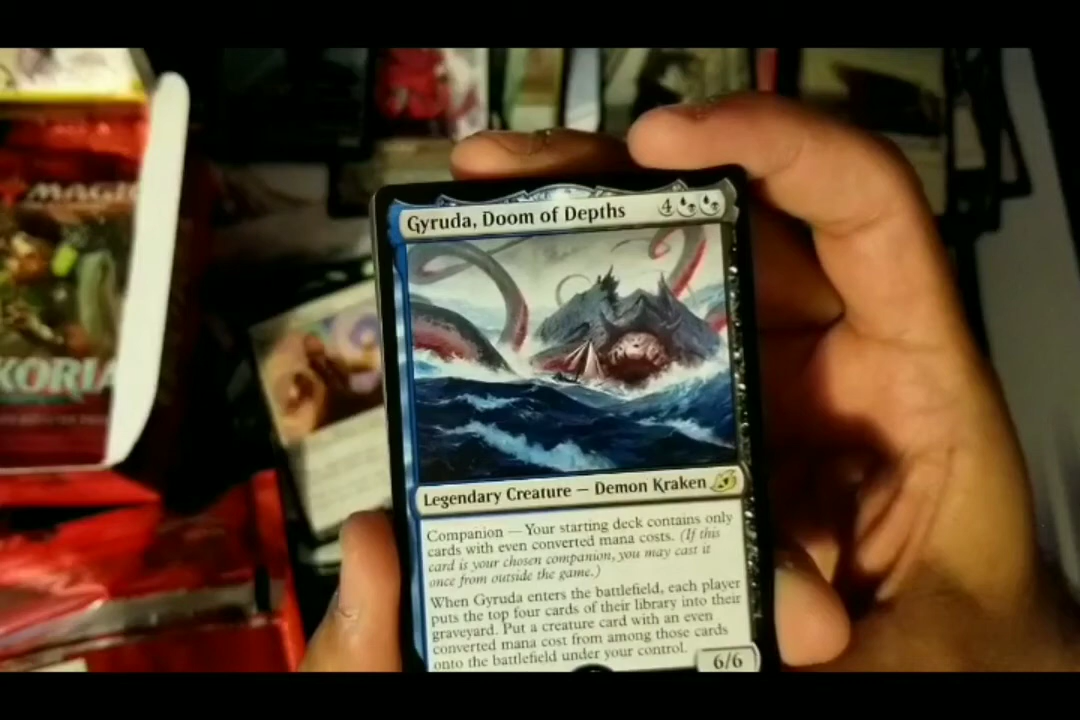 MAGIC
KORIA
Gyruda, Doom of Depths 4
Legendary Creature — Demon Kraken
Companion — Your starting deck contains only
cards with even converted mana costs. (If this
card is your chosen companion, you may cast it
once from outside the game.)
When Gyruda enters the battlefield, each player
puts the top four cards of their library into their
graveyard. Put a creature card with an even
converted mana cost from among those cards
onto the battlefield under your control.
6/6